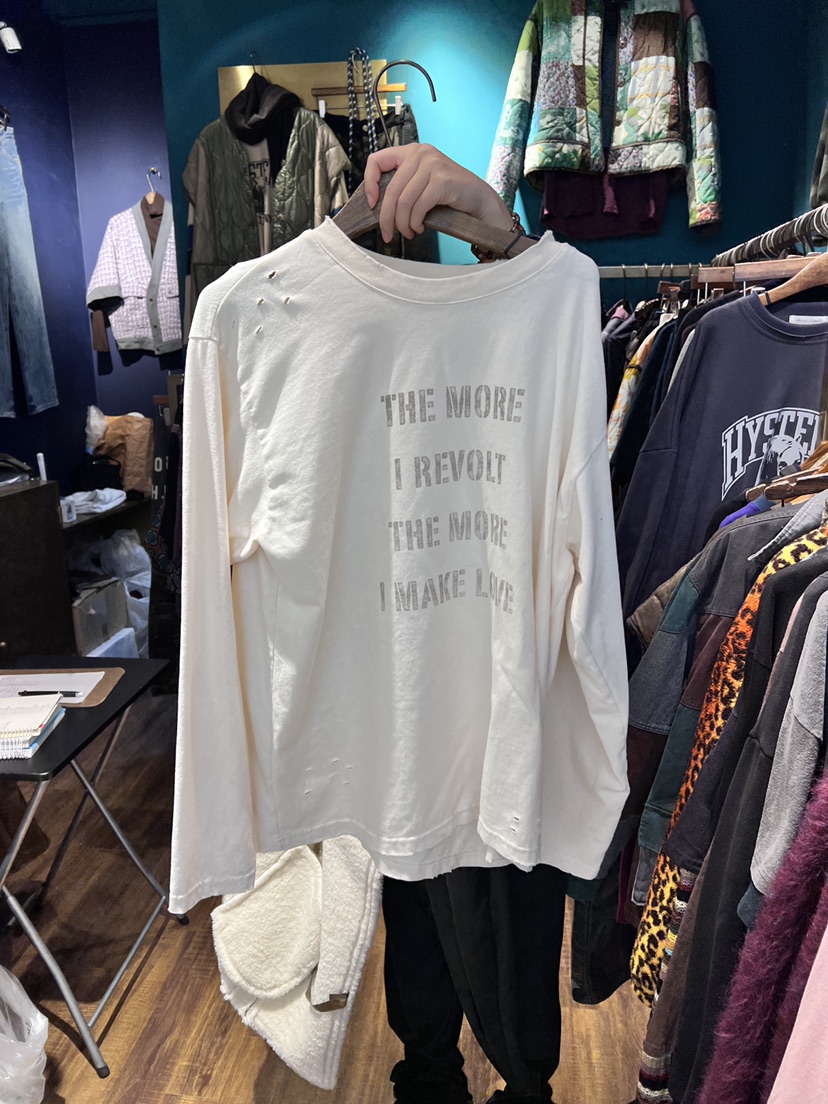 THE MORE
I REVOLT
THE MORE
I MAKE LOVE
HYSTE